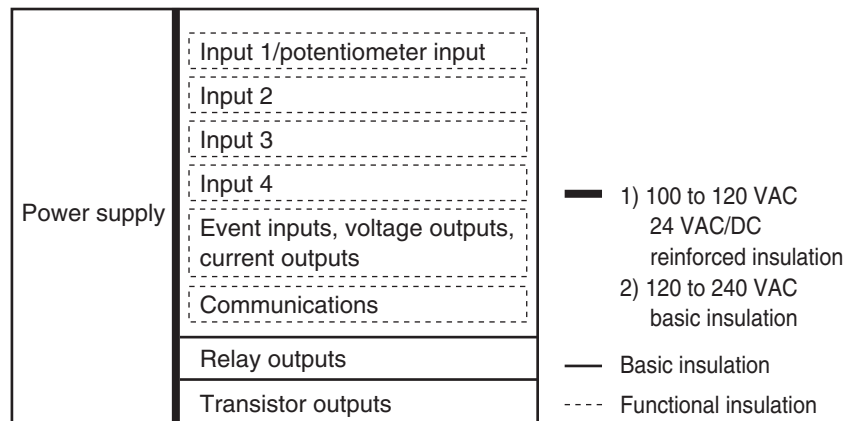 Power supply
Input 1/potentiometer input
Input 2
Input 3
Input 4
Event inputs, voltage outputs,
current outputs
Communications
Relay outputs
Transistor outputs
1) 100 to 120 VAC
24 VAC/DC
reinforced insulation
2) 120 to 240 VAC
basic insulation
Basic insulation
Functional insulation